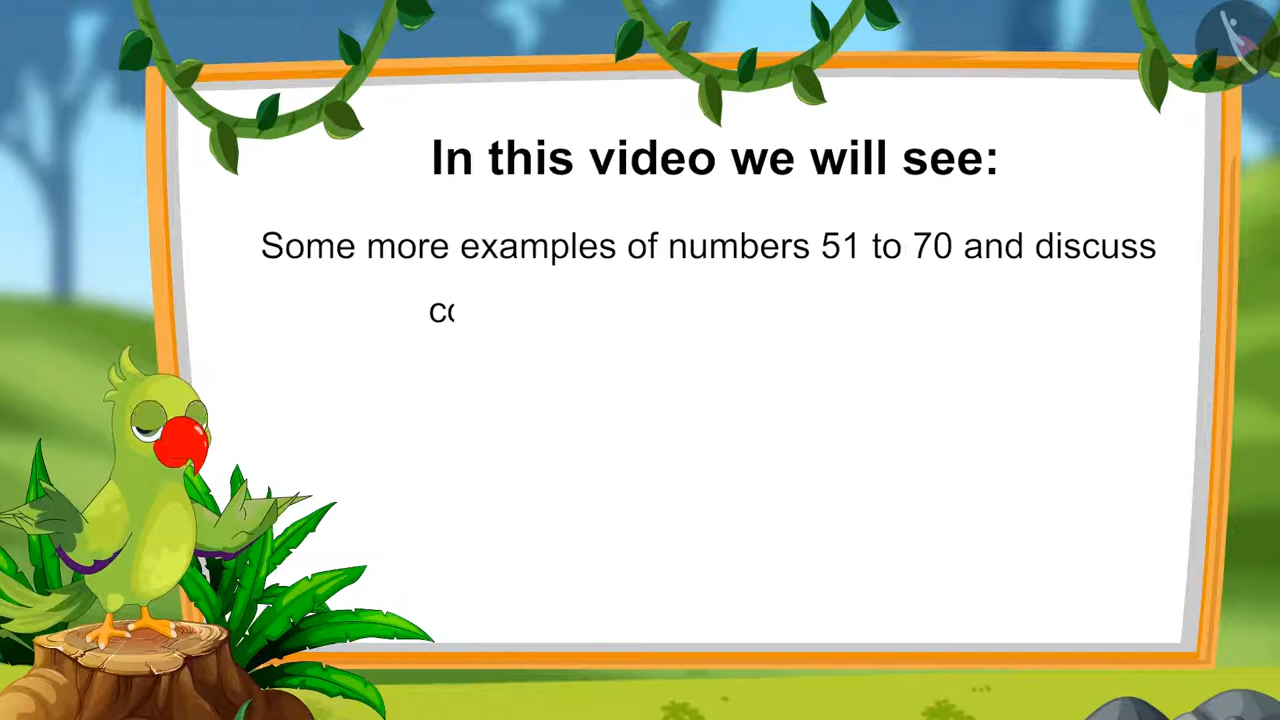 In this video we will see:
Some more examples of numbers 51 to 70 and discuss